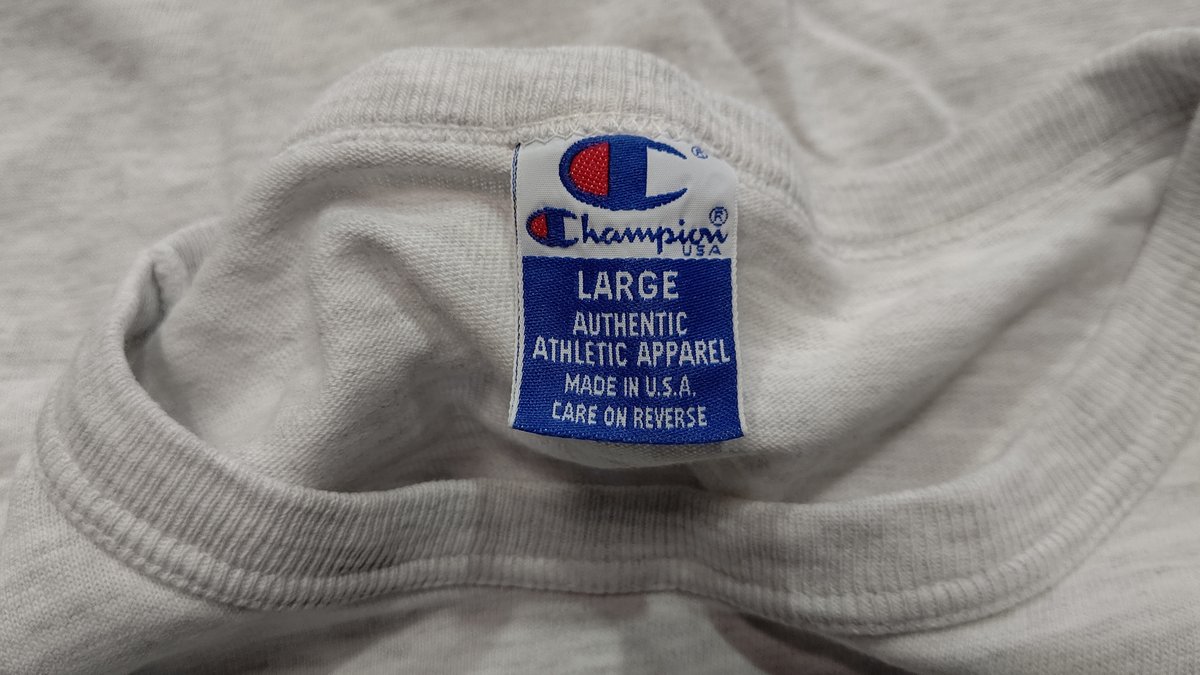 ®
Champion®
USA
LARGE
AUTHENTIC
ATHLETIC APPAREL
MADE IN U.S.A.
CARE ON REVERSE